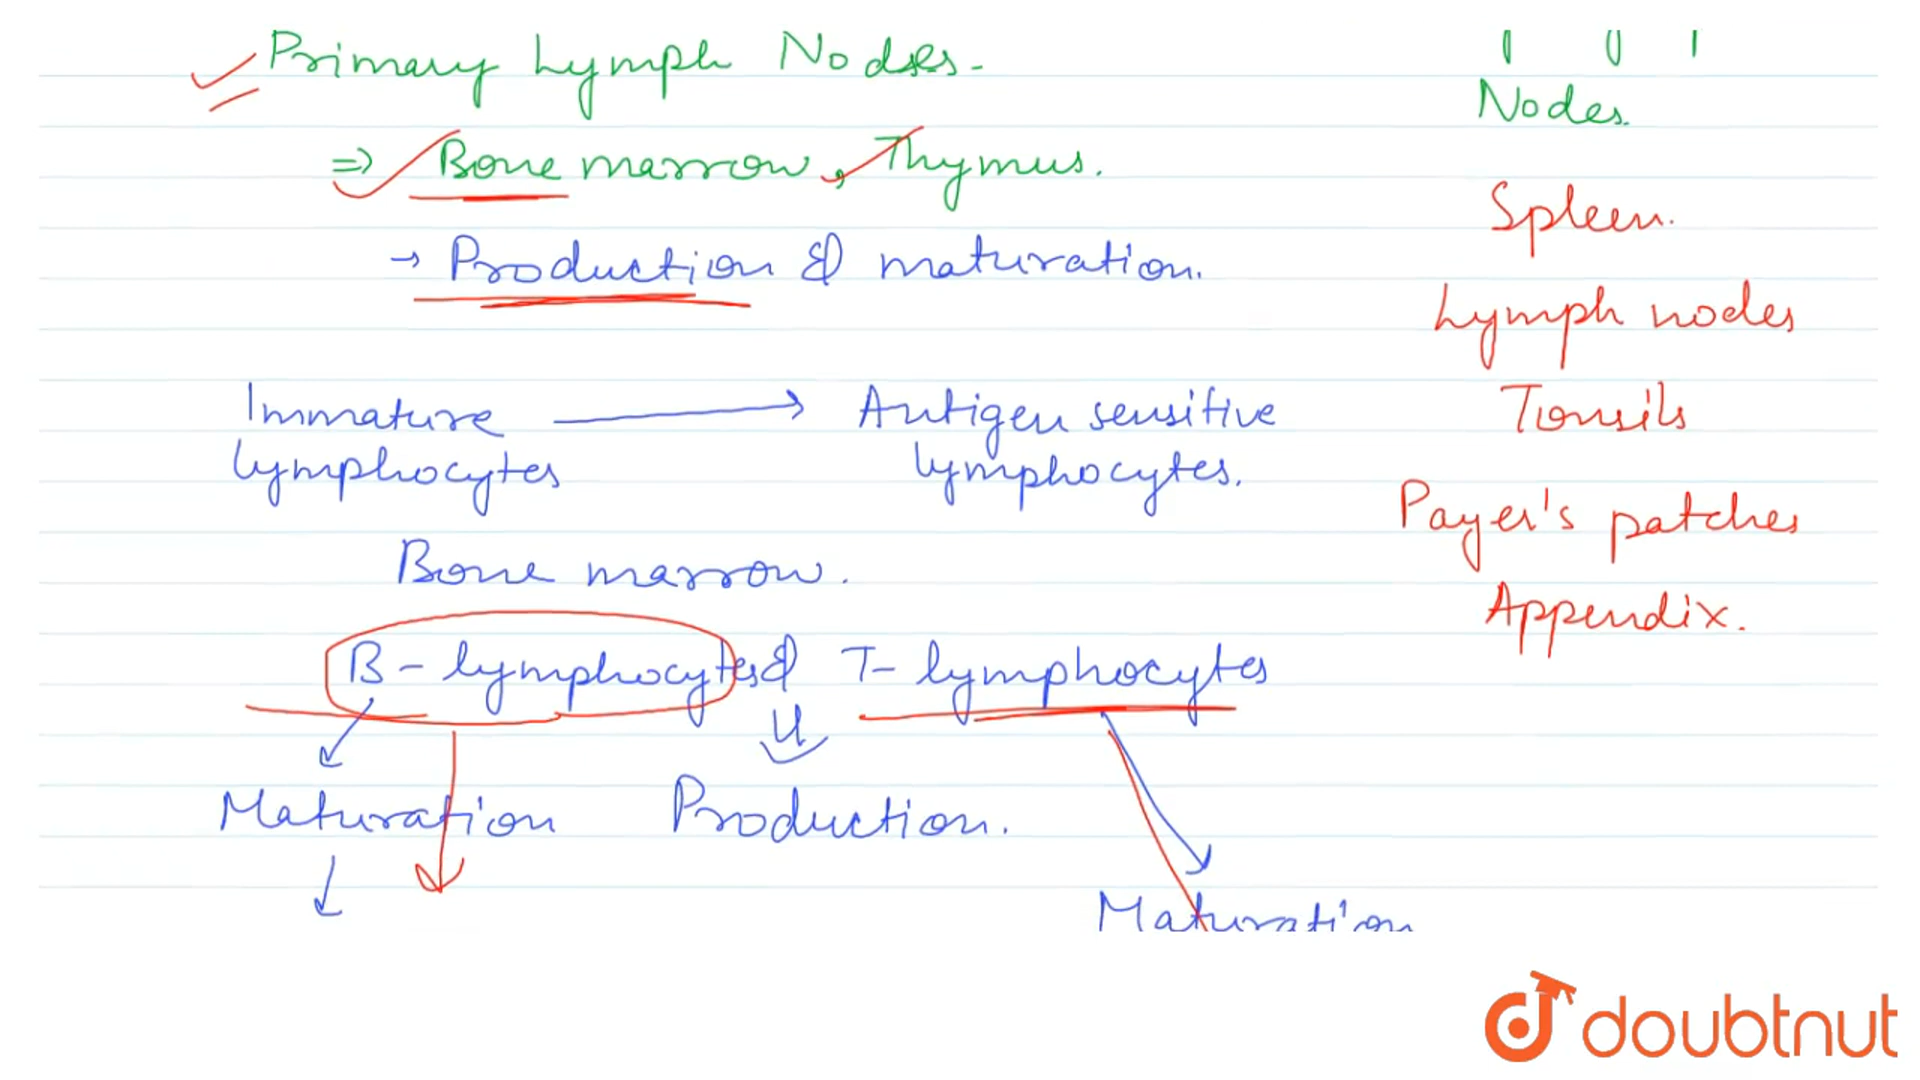 Primary Lymph Nodes.
⇒ Bone marrow, Thymus.
→ Production & maturation.
Immature → Antigen sensitive
lymphocytes lymphocytes.
Bone marrow.
B-lymphocytes & T-lymphocytes
Maturation Production.
Maturation
Nodes.
Spleen.
Lymph nodes
Tonsils
Payer's patches
Appendix.
doubtnut